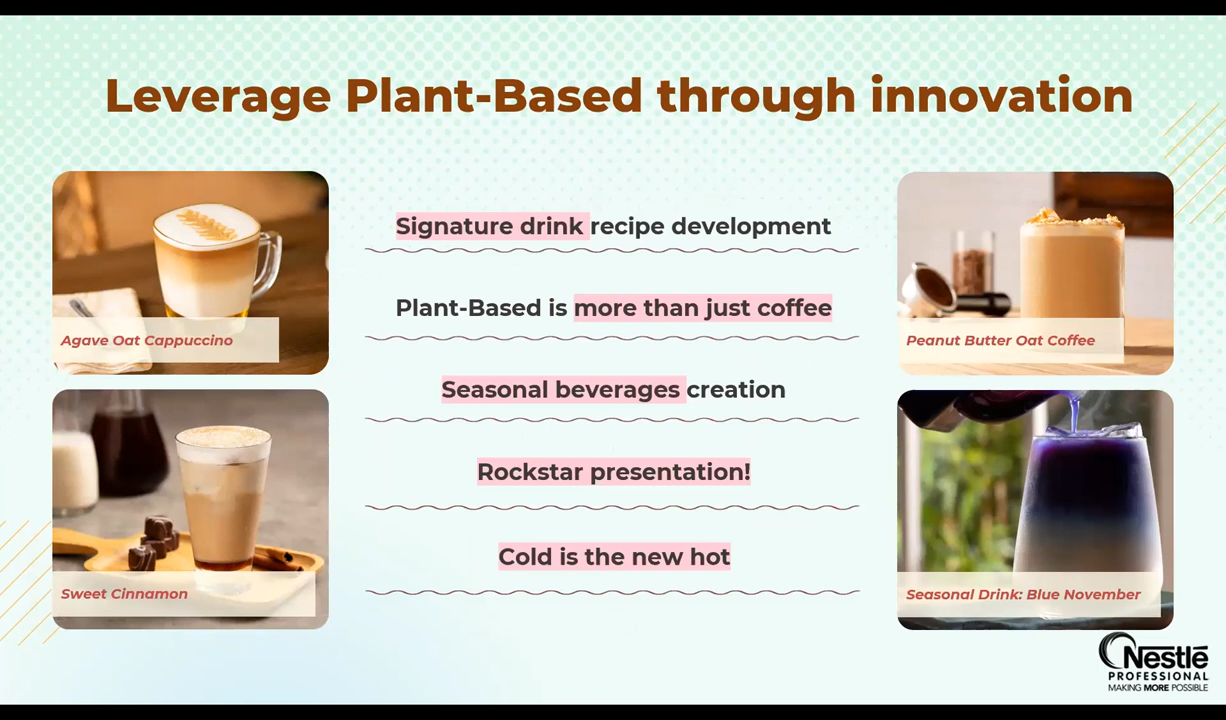 Leverage Plant-Based through innovation
Agave Oat Cappuccino
Sweet Cinnamon
Signature drink recipe development
Plant-Based is more than just coffee
Seasonal beverages creation
Rockstar presentation!
Cold is the new hot
Peanut Butter Oat Coffee
Seasonal Drink: Blue November
Nestlé
PROFESSIONAL
MAKING MORE POSSIBLE